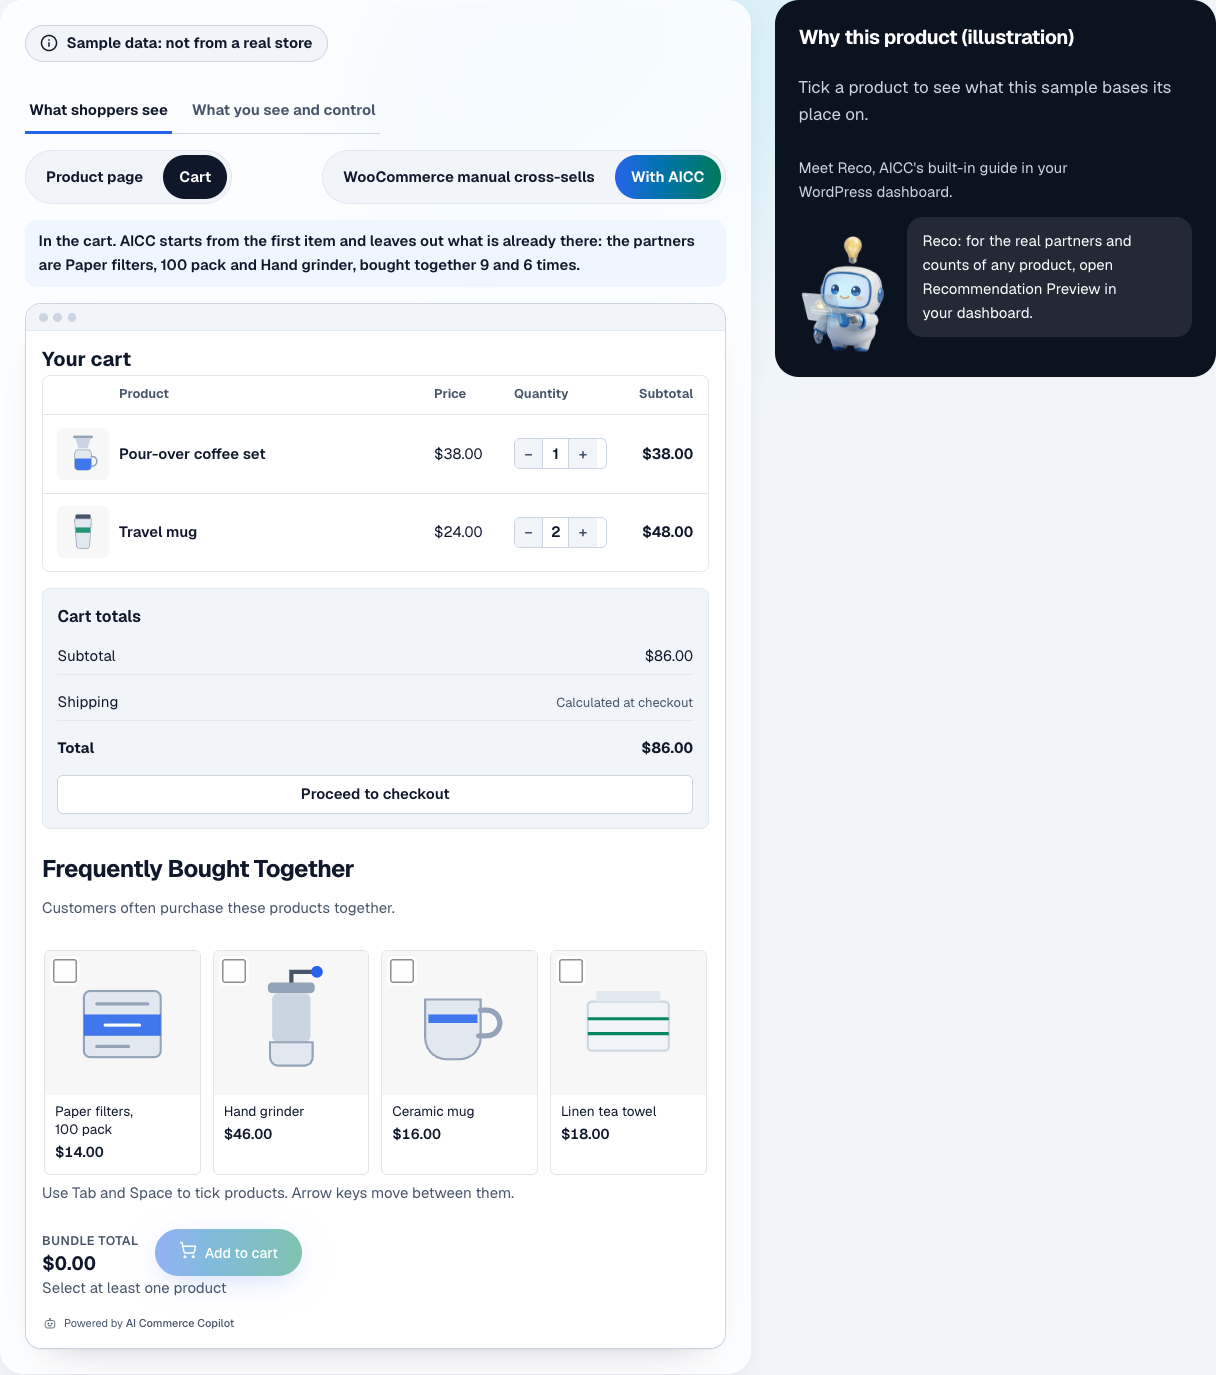 Sample data: not from a real store
What shoppers see
What you see and control
Product page
Cart
WooCommerce manual cross-sells
With AICC
In the cart. AICC starts from the first item and leaves out what is already there: the partners
are Paper filters, 100 pack and Hand grinder, bought together 9 and 6 times.
Your cart
Product Price Quantity Subtotal
Pour-over coffee set $38.00 − 1 + $38.00
Travel mug $24.00 − 2 + $48.00
Cart totals
Subtotal $86.00
Shipping Calculated at checkout
Total $86.00
Proceed to checkout
Frequently Bought Together
Customers often purchase these products together.
Paper filters,
100 pack
$14.00
Hand grinder
$46.00
Ceramic mug
$16.00
Linen tea towel
$18.00
Use Tab and Space to tick products. Arrow keys move between them.
BUNDLE TOTAL
$0.00
Add to cart
Select at least one product
Powered by AI Commerce Copilot
Why this product (illustration)
Tick a product to see what this sample bases its
place on.
Meet Reco, AICC's built-in guide in your
WordPress dashboard.
Reco: for the real partners and
counts of any product, open
Recommendation Preview in
your dashboard.